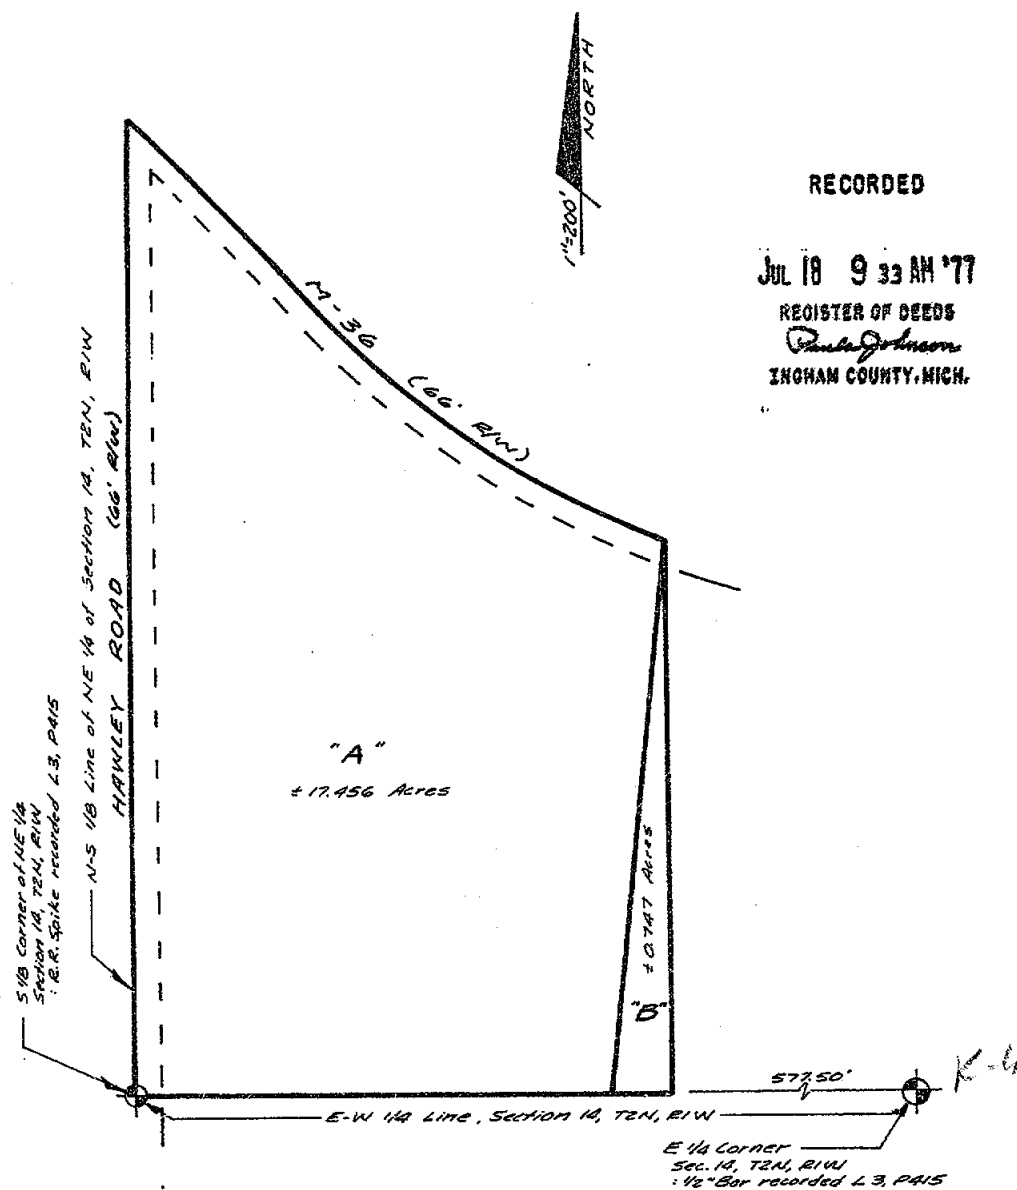 NORTH
1"=200'
RECORDED
JUL 18 9 33 AM '77
REGISTER OF DEEDS
Paula Johnson
INGHAM COUNTY, MICH.
M-36 (66' R/W)
N-S 1/8 Line of NE 1/4 of Section 14, T2N, R1W
HAWLEY ROAD (66' R/W)
"A"
± 17.456 Acres
± 0.747 Acres
"B"
S 1/8 Corner of NE 1/4
Section 14, T2N, R1W
: R.R. Spike recorded L3, P415
577.50'
E-W 1/4 Line, Section 14, T2N, R1W
E 1/4 Corner
Sec. 14, T2N, R1W
: 1/2" Bar recorded L3, P415